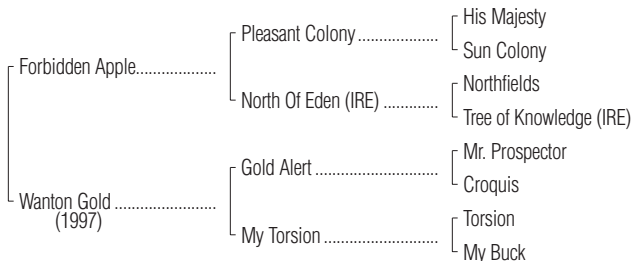 His Majesty
Pleasant Colony ..................
Sun Colony
Forbidden Apple..................
Northfields
North Of Eden (IRE) ............
Tree of Knowledge (IRE)
Mr. Prospector
Gold Alert ...........................
Croquis
Wanton Gold ......................
(1997)
Torsion
My Torsion .........................
My Buck